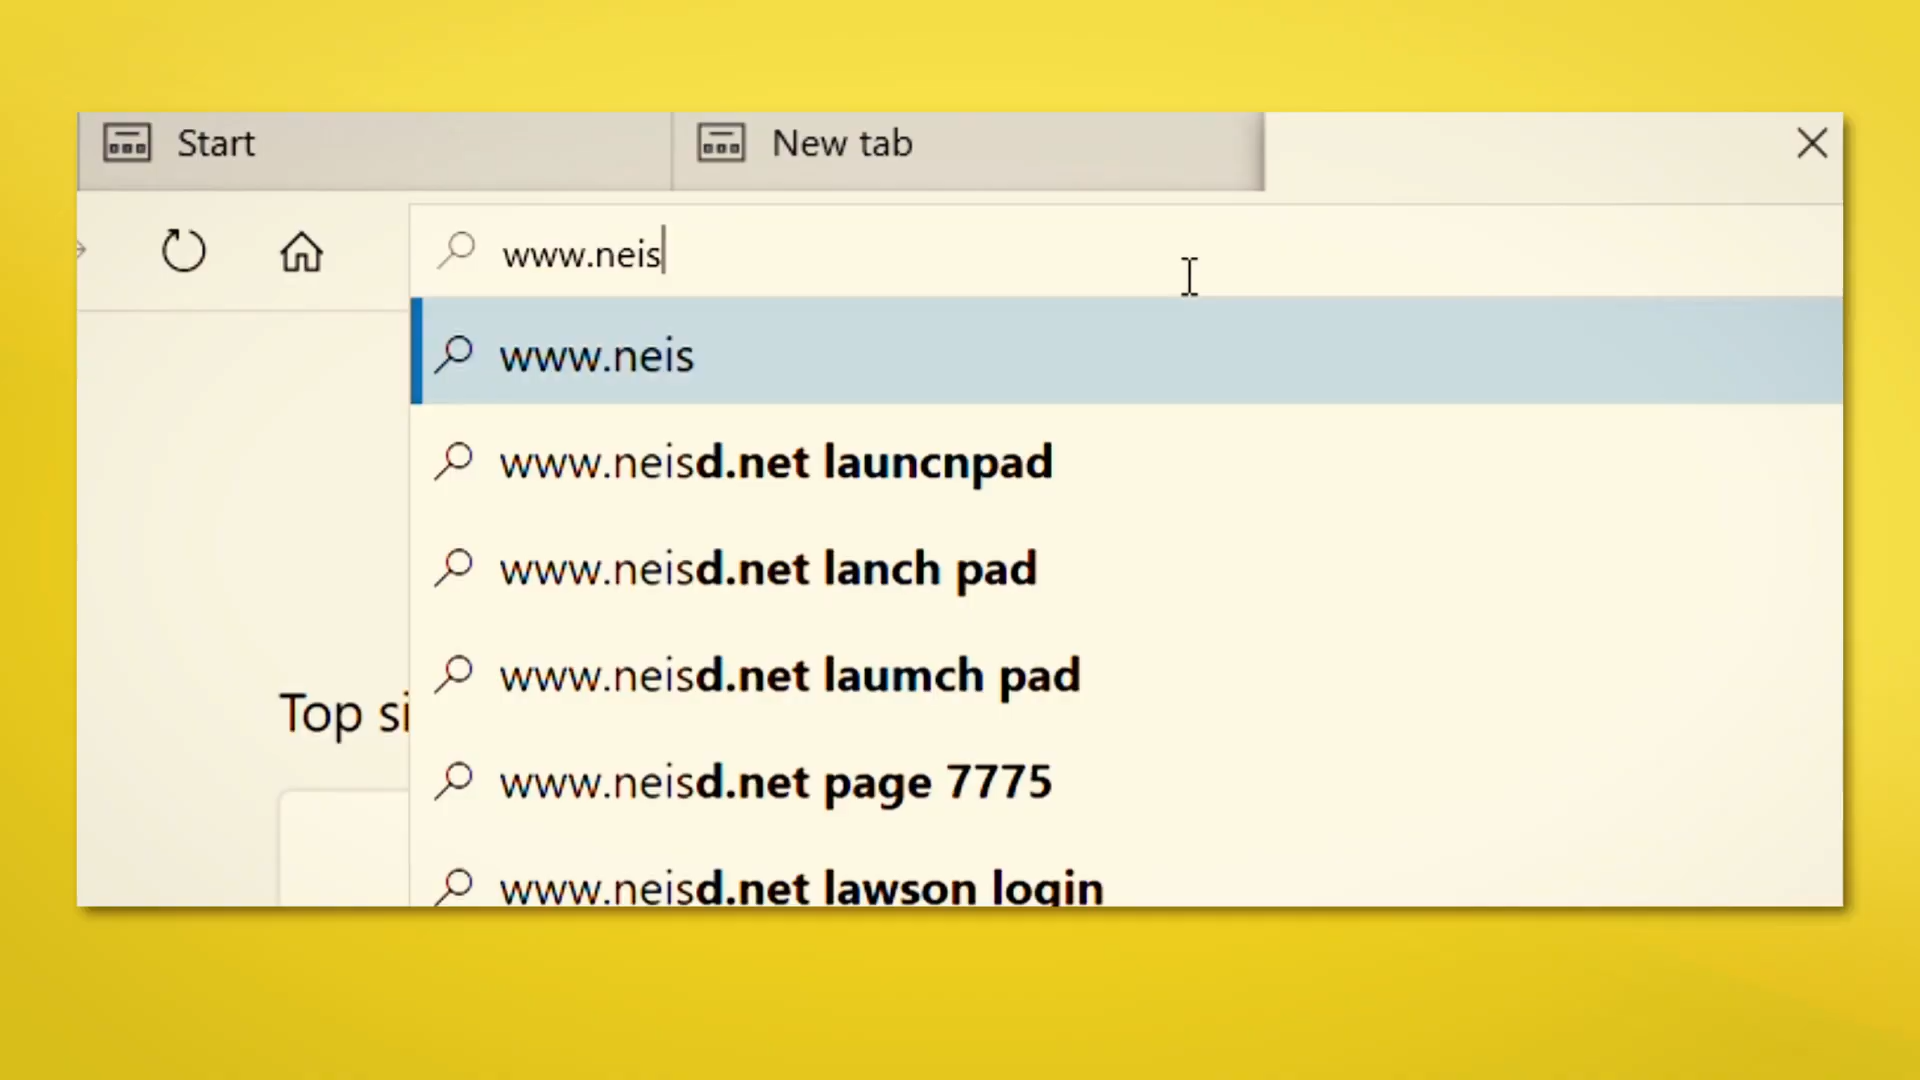 Start
New tab
www.neis
www.neis
www.neisd.net launcnpad
www.neisd.net lanch pad
www.neisd.net laumch pad
Top si
www.neisd.net page 7775
www.neisd.net lawson login